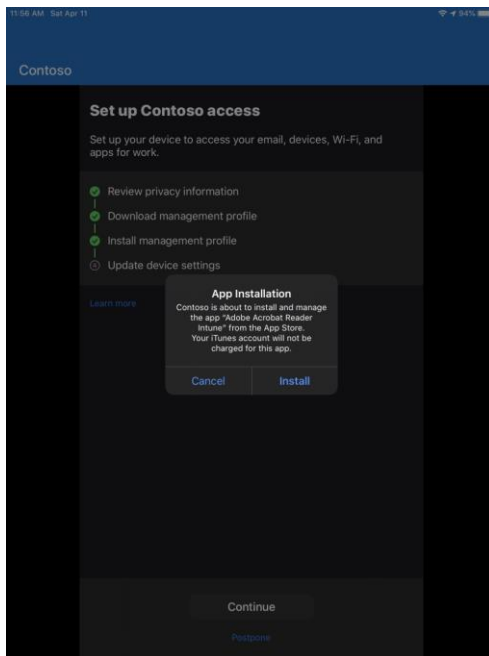 11:58 AM Sat Apr 11
94%
Contoso
Set up Contoso access
Set up your device to access your email, devices, Wi-Fi, and
apps for work.
Review privacy information
Download management profile
Install management profile
Update device settings
Learn more
App Installation
Contoso is about to install and manage
the app "Adobe Acrobat Reader
Intune" from the App Store.
Your iTunes account will not be
charged for this app.
Cancel Install
Continue
Postpone